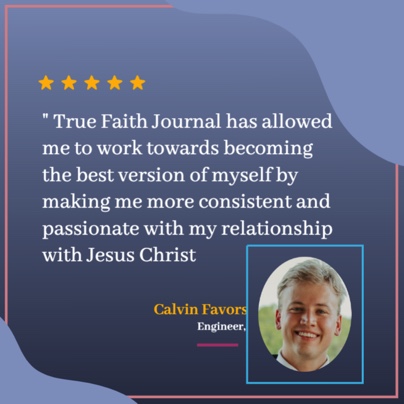 " True Faith Journal has allowed
me to work towards becoming
the best version of myself by
making me more consistent and
passionate with my relationship
with Jesus Christ
Calvin Favors
Engineer,